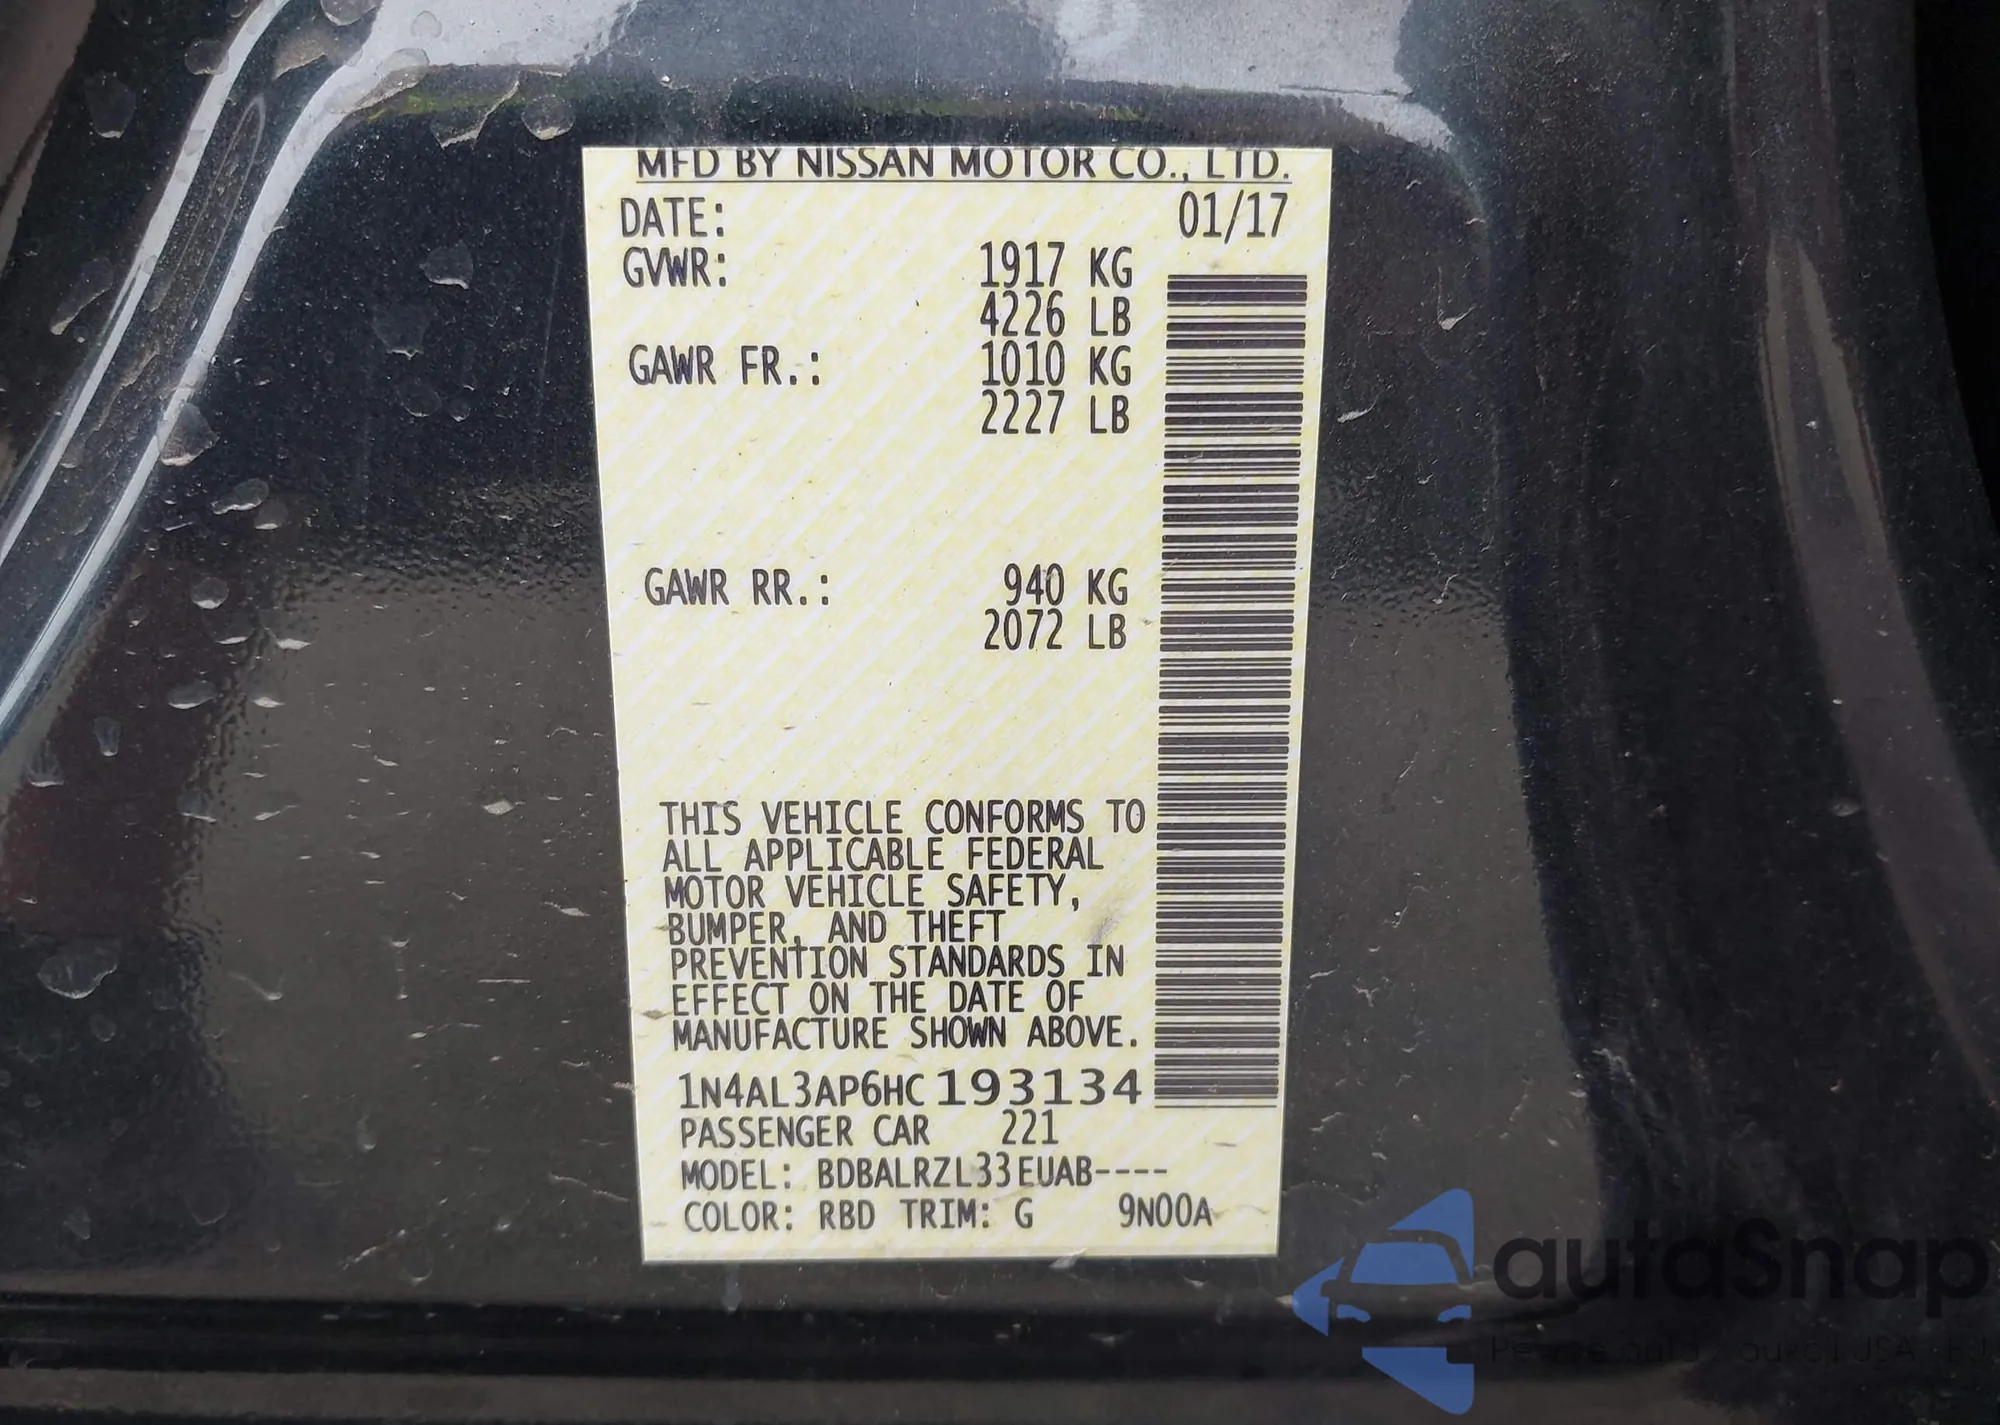 MFD BY NISSAN MOTOR CO., LTD.
DATE: 01/17
GVWR: 1917 KG
4226 LB
GAWR FR.: 1010 KG
2227 LB
GAWR RR.: 940 KG
2072 LB
THIS VEHICLE CONFORMS TO
ALL APPLICABLE FEDERAL
MOTOR VEHICLE SAFETY,
BUMPER, AND THEFT
PREVENTION STANDARDS IN
EFFECT ON THE DATE OF
MANUFACTURE SHOWN ABOVE.
1N4AL3AP6HC193134
PASSENGER CAR 221
MODEL: BDBALRZL33EUAB----
COLOR: RBD TRIM: G 9N00A
autaSnap
auta USA